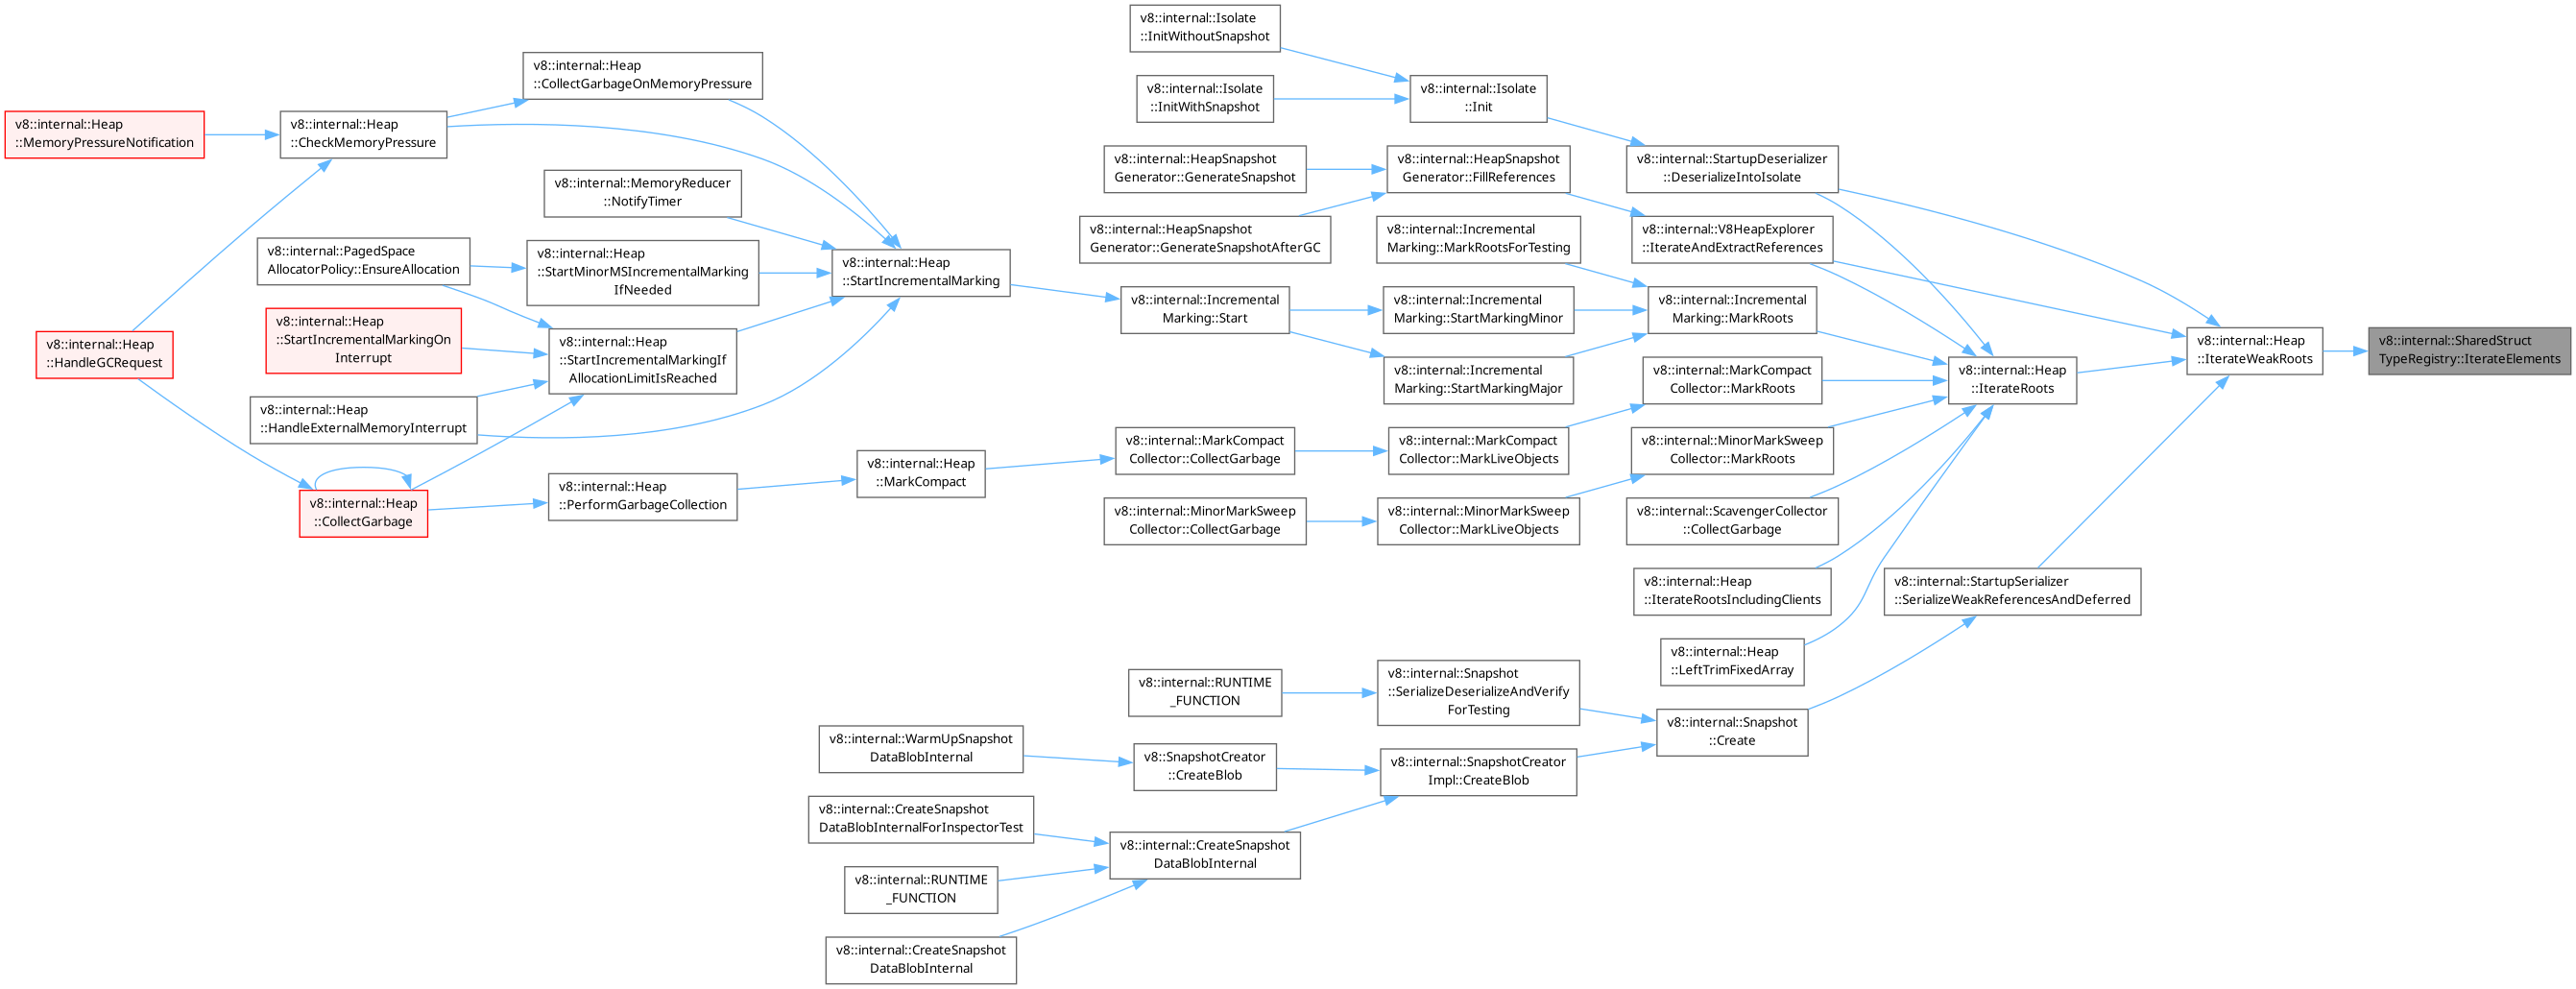 v8::internal::Isolate
::InitWithoutSnapshot
v8::internal::Heap
::CollectGarbageOnMemoryPressure
v8::internal::Isolate
::InitWithSnapshot
v8::internal::Isolate
::Init
v8::internal::Heap
::MemoryPressureNotification
v8::internal::Heap
::CheckMemoryPressure
v8::internal::HeapSnapshot
Generator::GenerateSnapshot
v8::internal::HeapSnapshot
Generator::FillReferences
v8::internal::StartupDeserializer
::DeserializeIntoIsolate
v8::internal::MemoryReducer
::NotifyTimer
v8::internal::HeapSnapshot
Generator::GenerateSnapshotAfterGC
v8::internal::Incremental
Marking::MarkRootsForTesting
v8::internal::V8HeapExplorer
::IterateAndExtractReferences
v8::internal::PagedSpace
AllocatorPolicy::EnsureAllocation
v8::internal::Heap
::StartMinorMSIncrementalMarking
IfNeeded
v8::internal::Heap
::StartIncrementalMarking
v8::internal::Incremental
Marking::Start
v8::internal::Incremental
Marking::StartMarkingMinor
v8::internal::Incremental
Marking::MarkRoots
v8::internal::Heap
::StartIncrementalMarkingOn
Interrupt
v8::internal::Heap
::HandleGCRequest
v8::internal::Heap
::StartIncrementalMarkingIf
AllocationLimitIsReached
v8::internal::Incremental
Marking::StartMarkingMajor
v8::internal::MarkCompact
Collector::MarkRoots
v8::internal::Heap
::IterateRoots
v8::internal::Heap
::IterateWeakRoots
v8::internal::SharedStruct
TypeRegistry::IterateElements
v8::internal::Heap
::HandleExternalMemoryInterrupt
v8::internal::Heap
::MarkCompact
v8::internal::MarkCompact
Collector::CollectGarbage
v8::internal::MarkCompact
Collector::MarkLiveObjects
v8::internal::MinorMarkSweep
Collector::MarkRoots
v8::internal::Heap
::CollectGarbage
v8::internal::Heap
::PerformGarbageCollection
v8::internal::MinorMarkSweep
Collector::CollectGarbage
v8::internal::MinorMarkSweep
Collector::MarkLiveObjects
v8::internal::ScavengerCollector
::CollectGarbage
v8::internal::Heap
::IterateRootsIncludingClients
v8::internal::StartupSerializer
::SerializeWeakReferencesAndDeferred
v8::internal::Heap
::LeftTrimFixedArray
v8::internal::RUNTIME
_FUNCTION
v8::internal::Snapshot
::SerializeDeserializeAndVerify
ForTesting
v8::internal::Snapshot
::Create
v8::internal::WarmUpSnapshot
DataBlobInternal
v8::SnapshotCreator
::CreateBlob
v8::internal::SnapshotCreator
Impl::CreateBlob
v8::internal::CreateSnapshot
DataBlobInternalForInspectorTest
v8::internal::CreateSnapshot
DataBlobInternal
v8::internal::RUNTIME
_FUNCTION
v8::internal::CreateSnapshot
DataBlobInternal